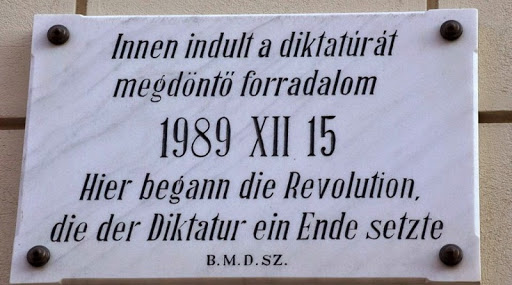 Innen indult a diktatúrát
megdöntő forradalom
1989 XII 15
Hier begann die Revolution,
die der Diktatur ein Ende setzte
B.M.D.SZ.